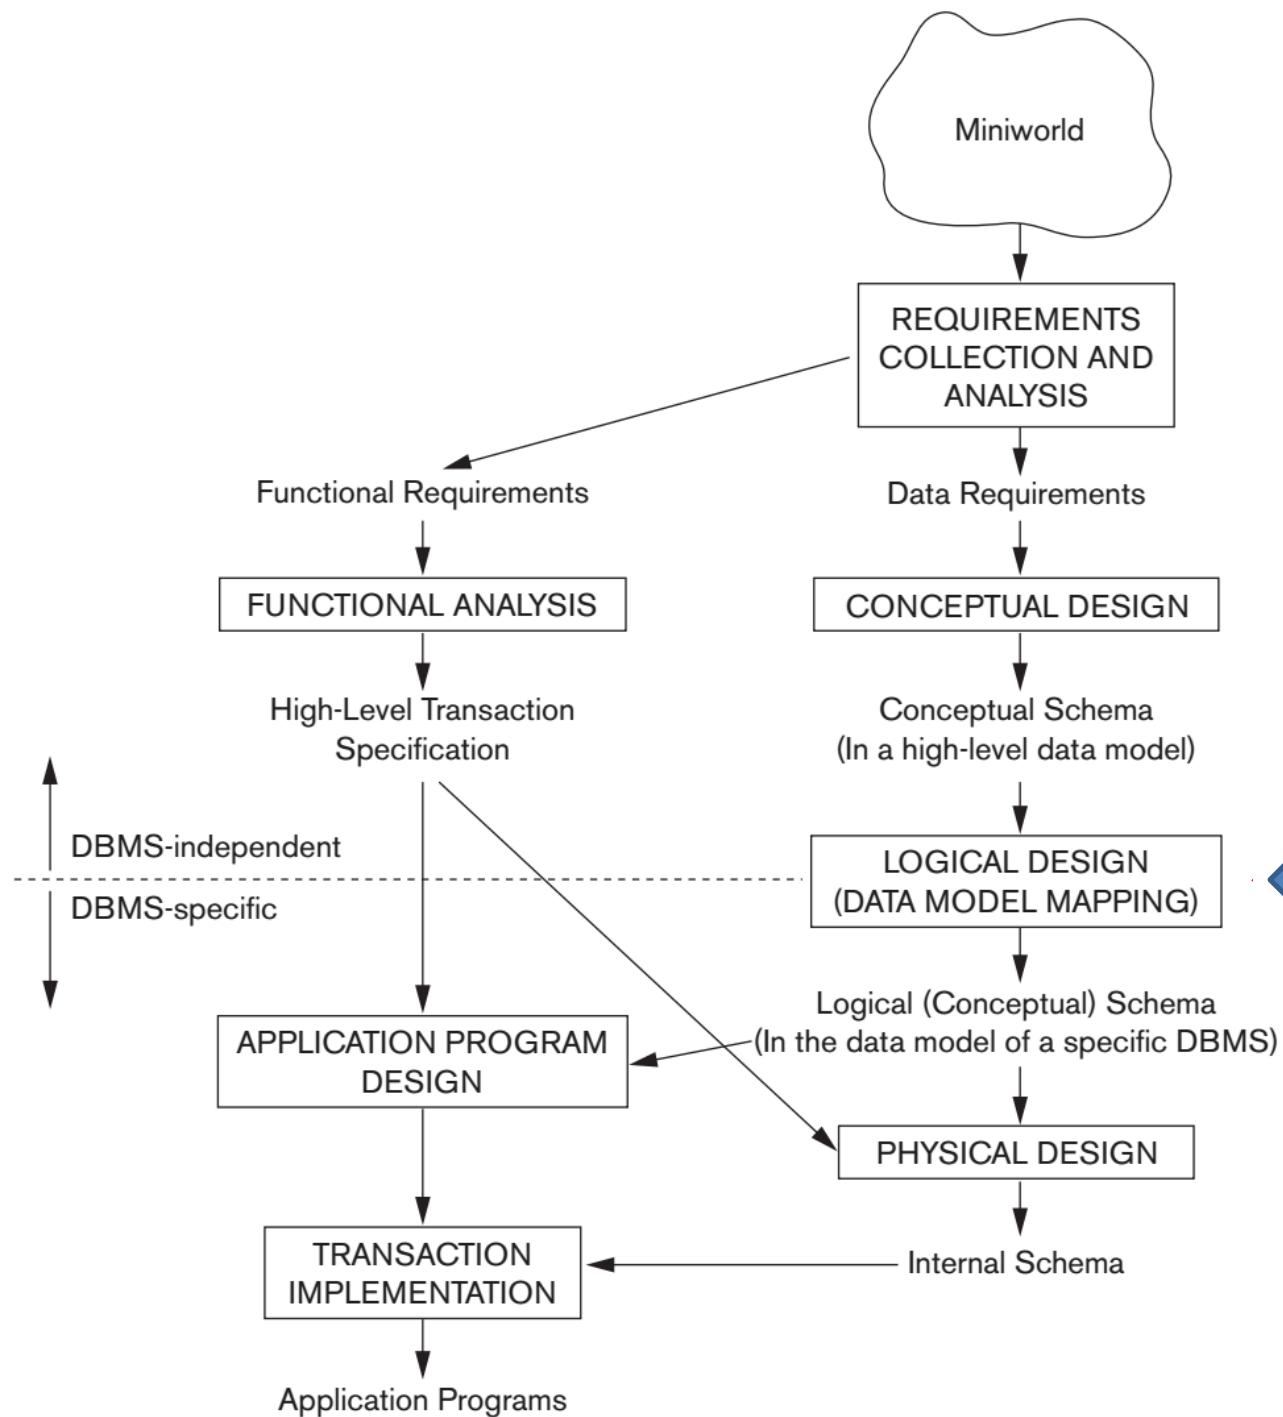 Miniworld
REQUIREMENTS
COLLECTION AND
ANALYSIS
Functional Requirements
Data Requirements
FUNCTIONAL ANALYSIS
CONCEPTUAL DESIGN
High-Level Transaction
Specification
Conceptual Schema
(In a high-level data model)
DBMS-independent
DBMS-specific
LOGICAL DESIGN
(DATA MODEL MAPPING)
Logical (Conceptual) Schema
(In the data model of a specific DBMS)
APPLICATION PROGRAM
DESIGN
PHYSICAL DESIGN
TRANSACTION
IMPLEMENTATION
Internal Schema
Application Programs